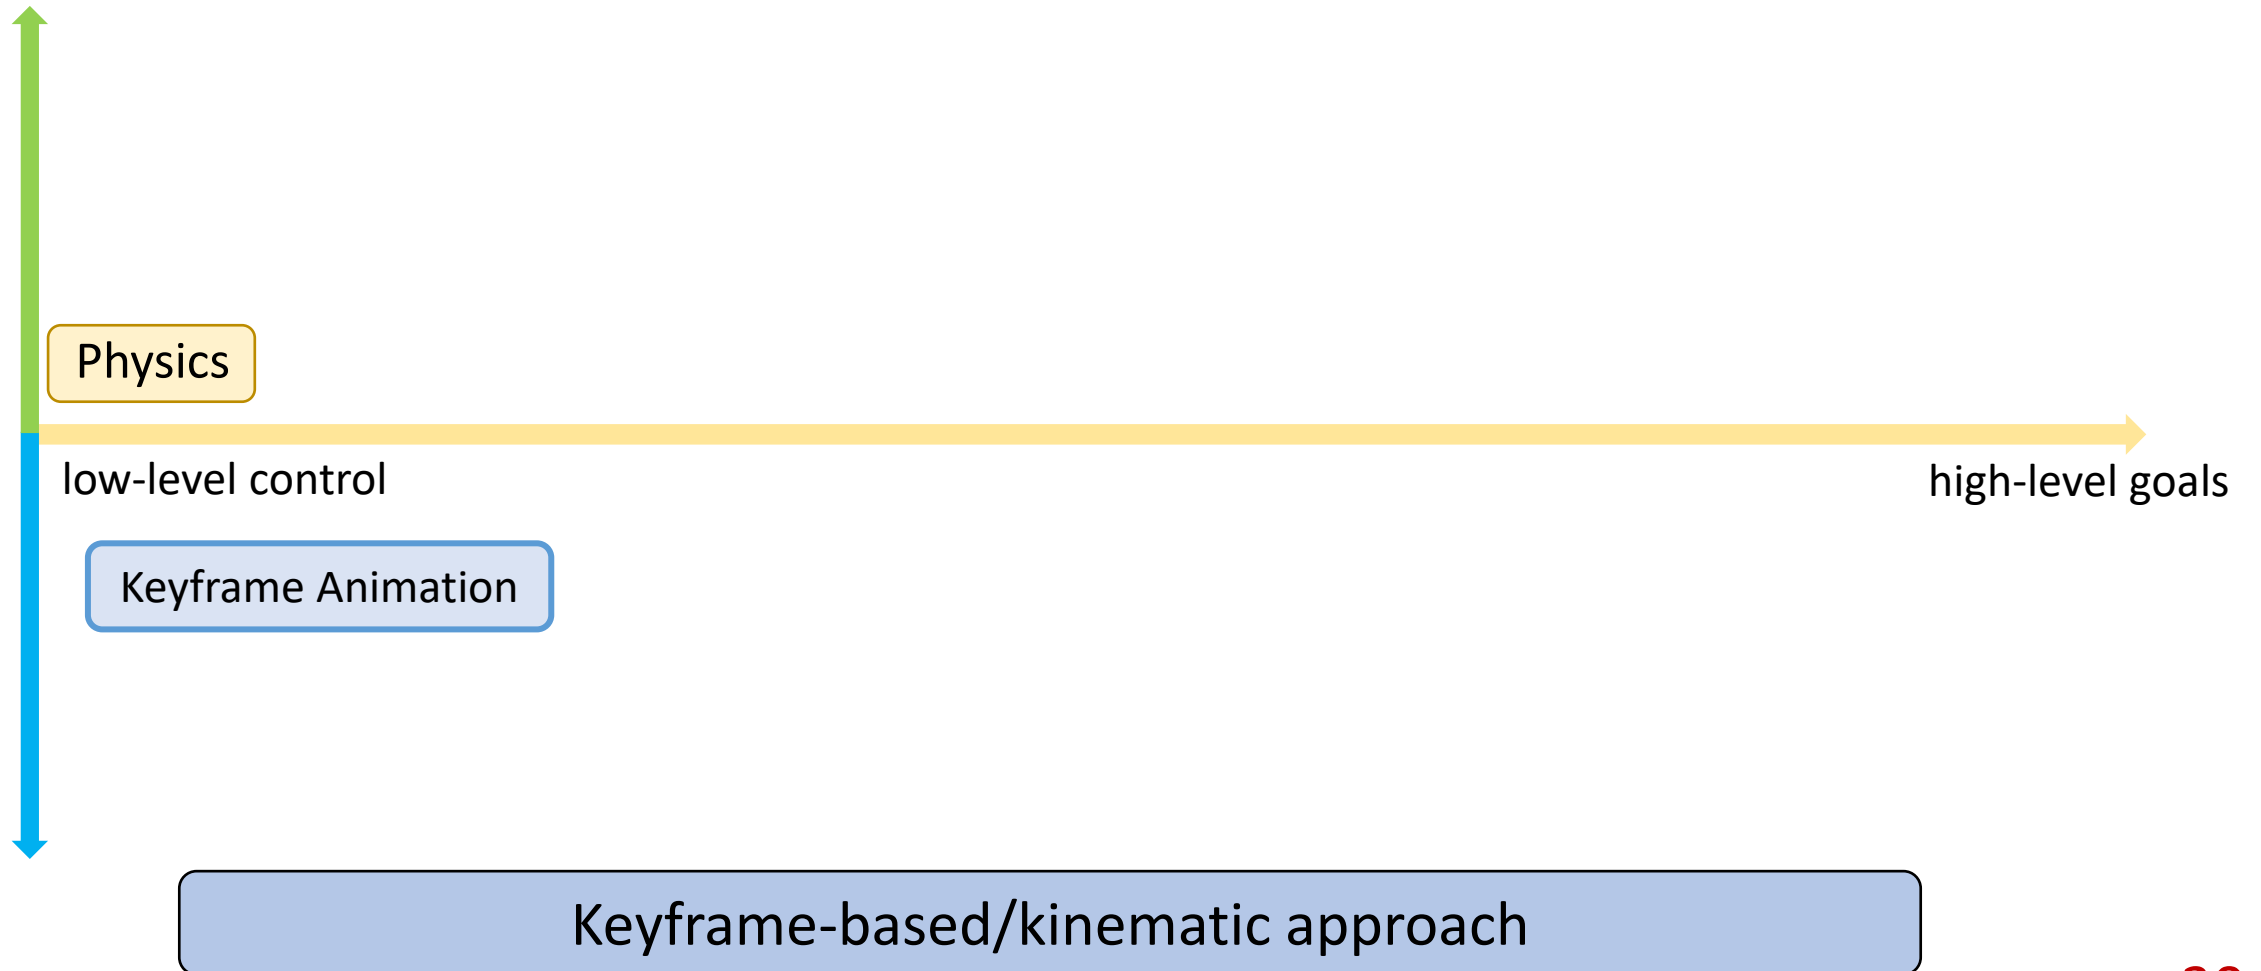 Physics
low-level control
high-level goals
Keyframe Animation
Keyframe-based/kinematic approach